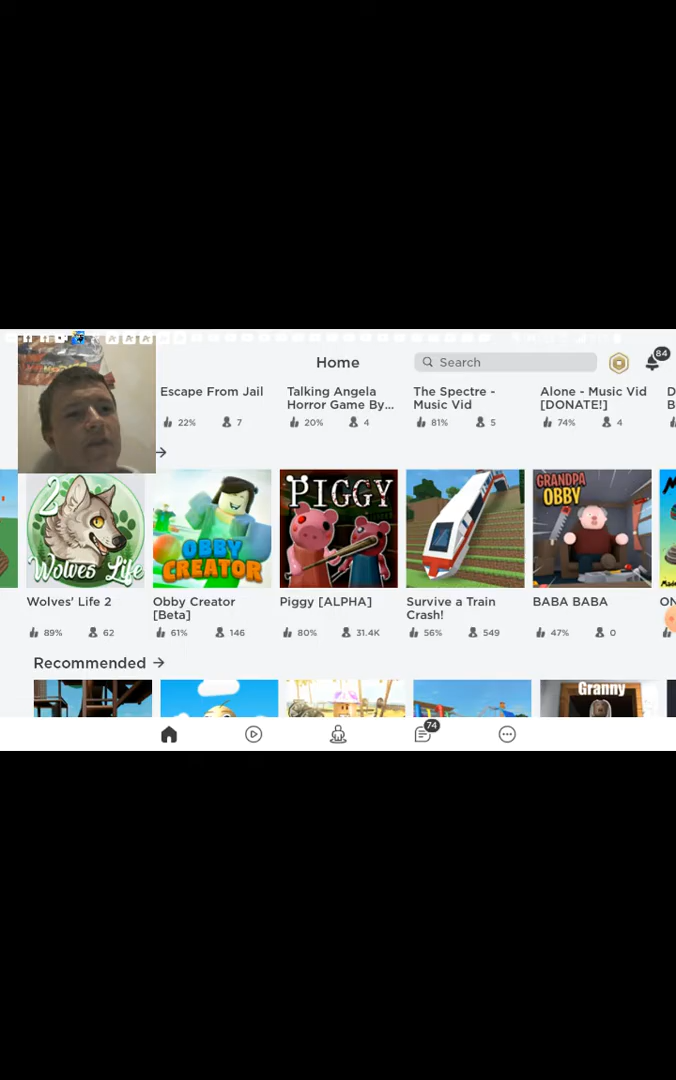 Home
Search
84
Escape From Jail
Talking Angela
Horror Game By...
The Spectre -
Music Vid
Alone - Music Vid
[DONATE!]
22% 7
20% 4
81% 5
74% 4
2
Wolves Life
OBBY
CREATOR
PIGGY
GRANDPA
OBBY
Wolves' Life 2
Obby Creator
[Beta]
Piggy [ALPHA]
Survive a Train
Crash!
BABA BABA
89% 62
61% 146
80% 31.4K
56% 549
47% 0
Recommended →
Granny
74